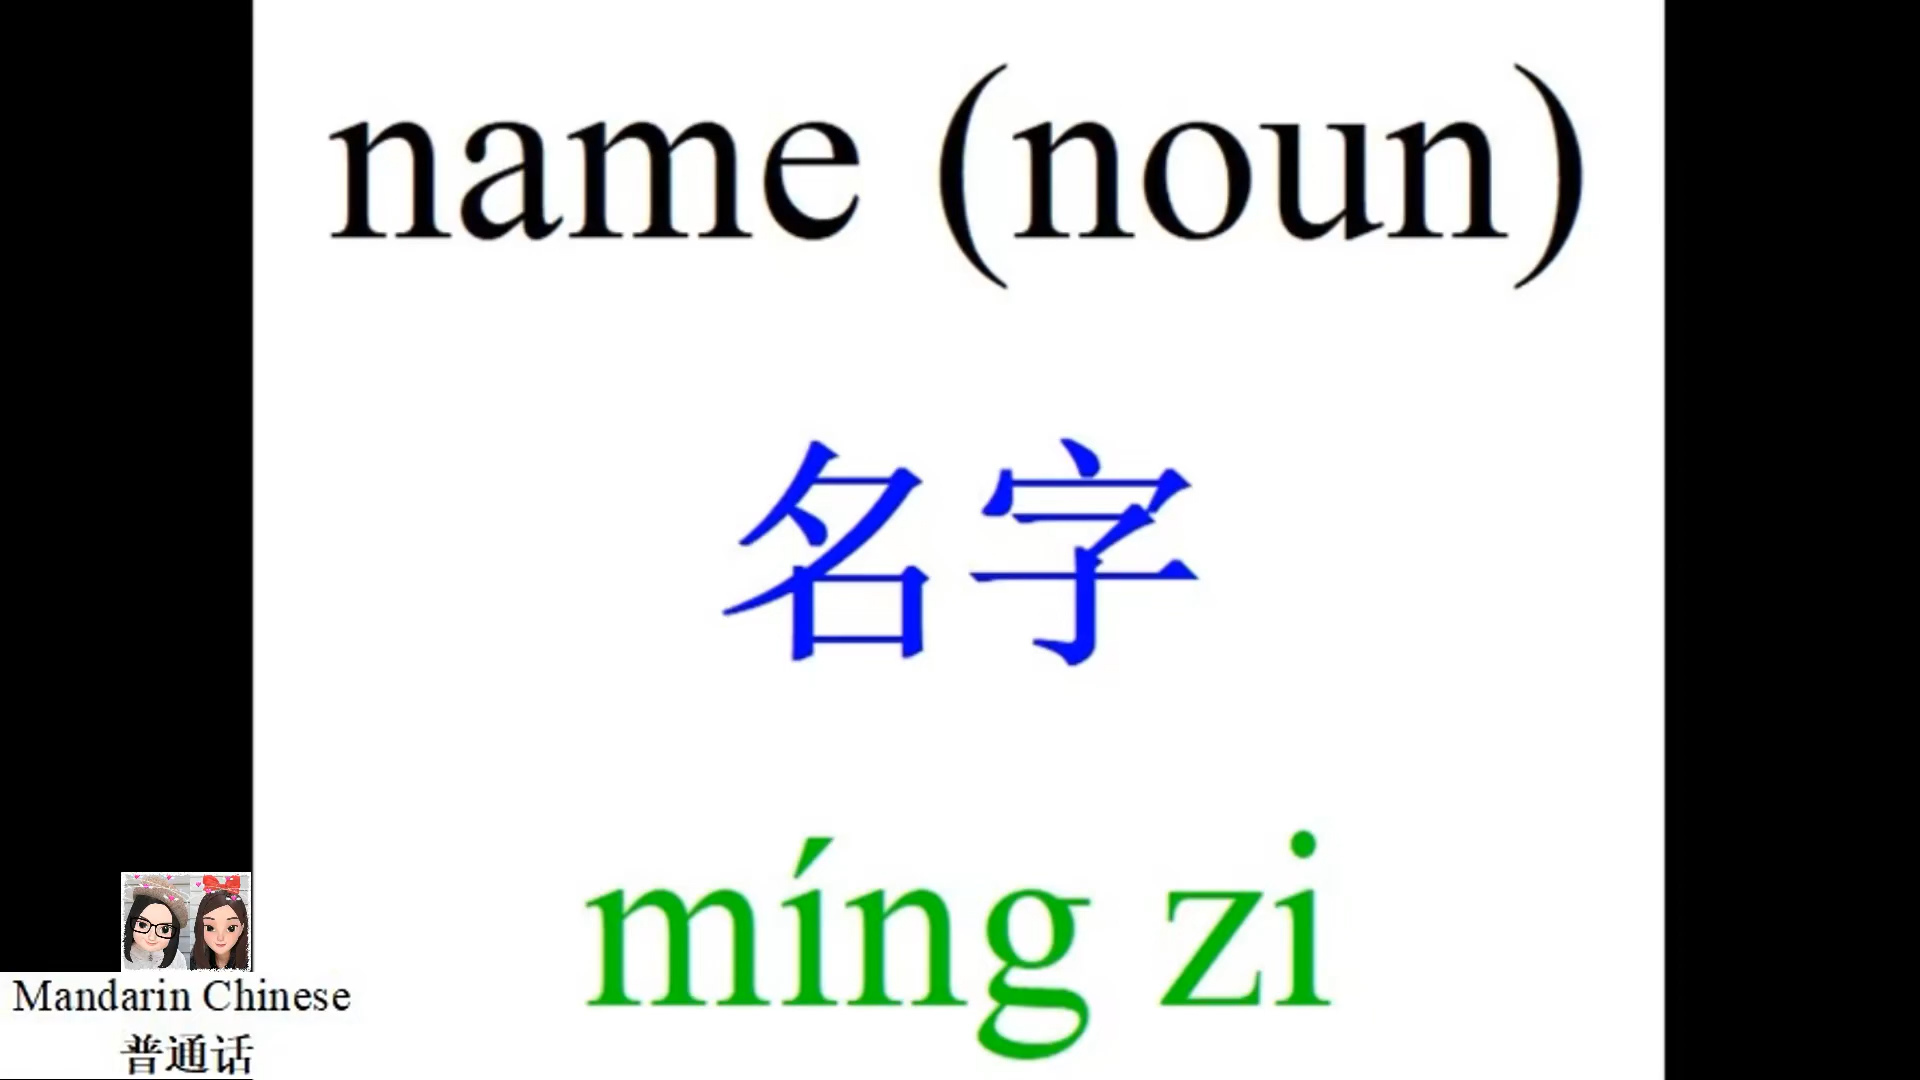 name (noun)
名字
míng zi
Mandarin Chinese
普通话